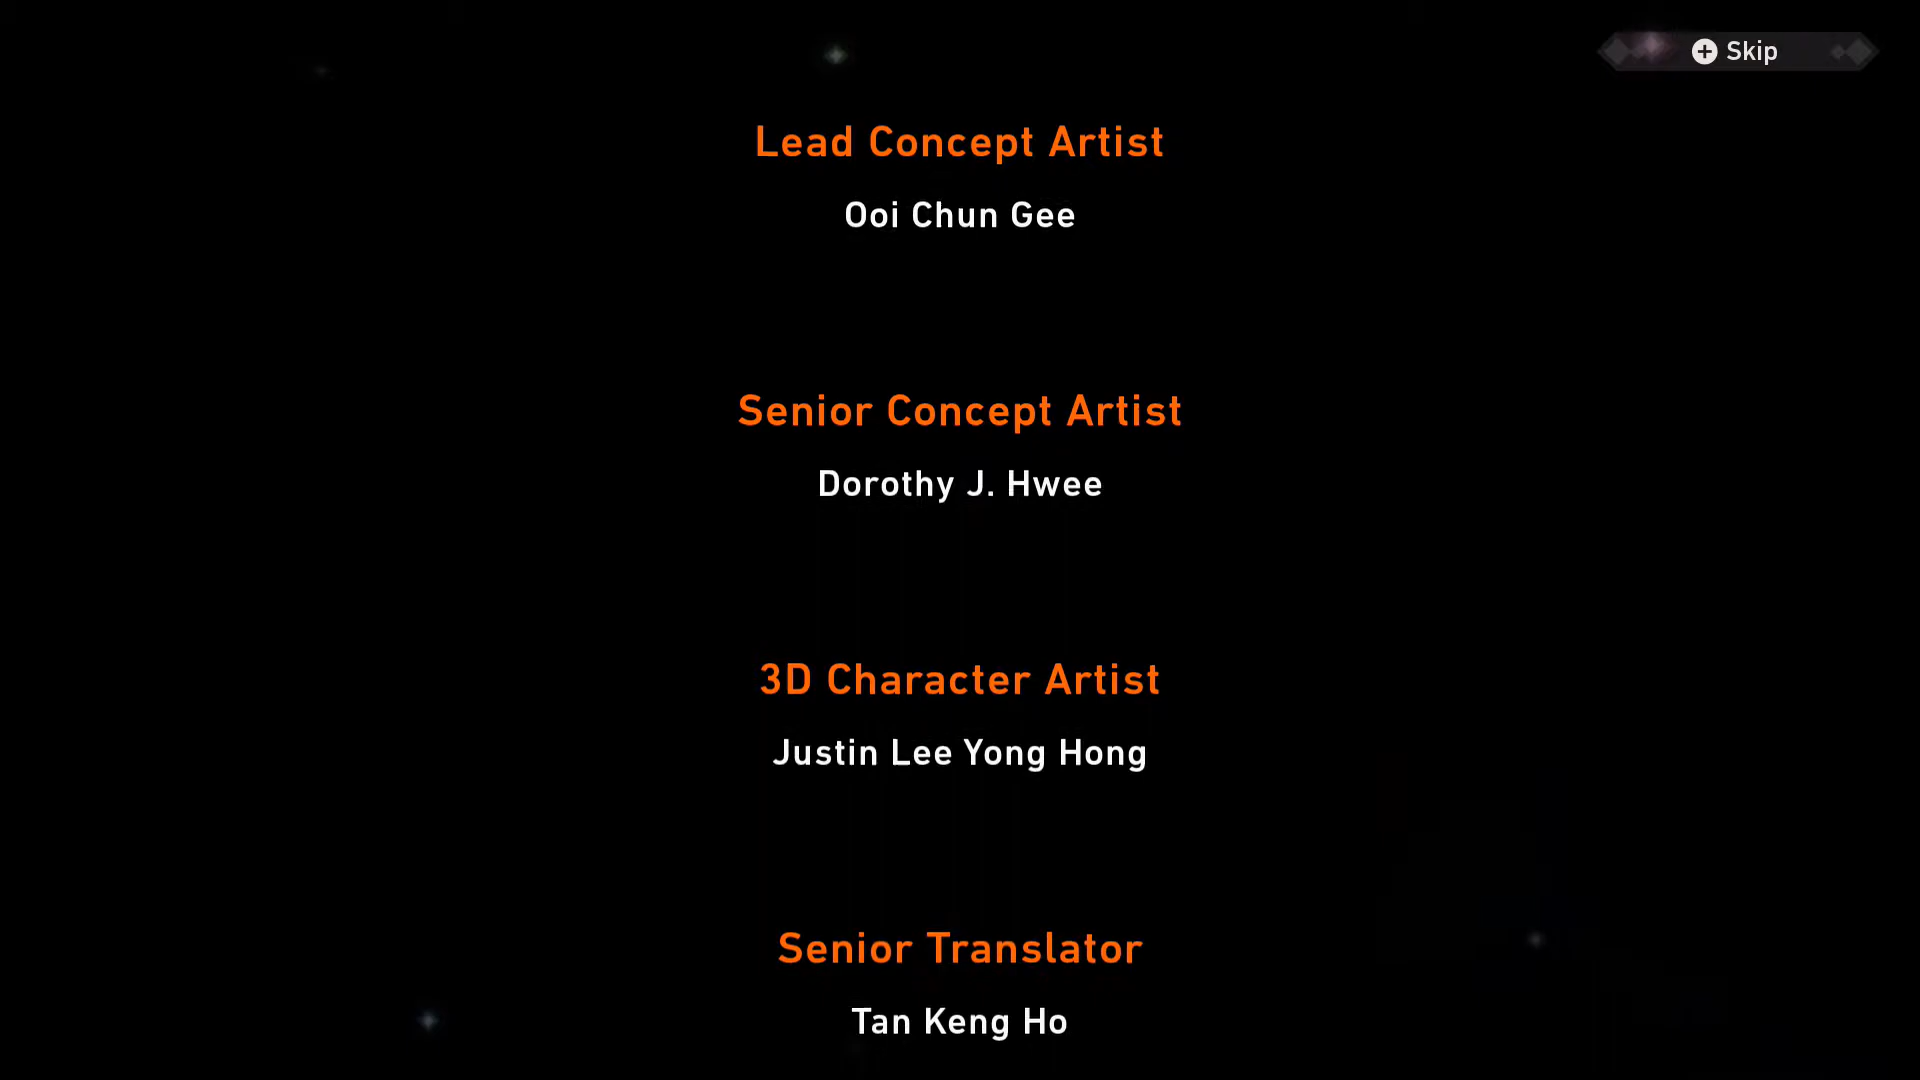 Skip
Lead Concept Artist
Ooi Chun Gee
Senior Concept Artist
Dorothy J. Hwee
3D Character Artist
Justin Lee Yong Hong
Senior Translator
Tan Keng Ho